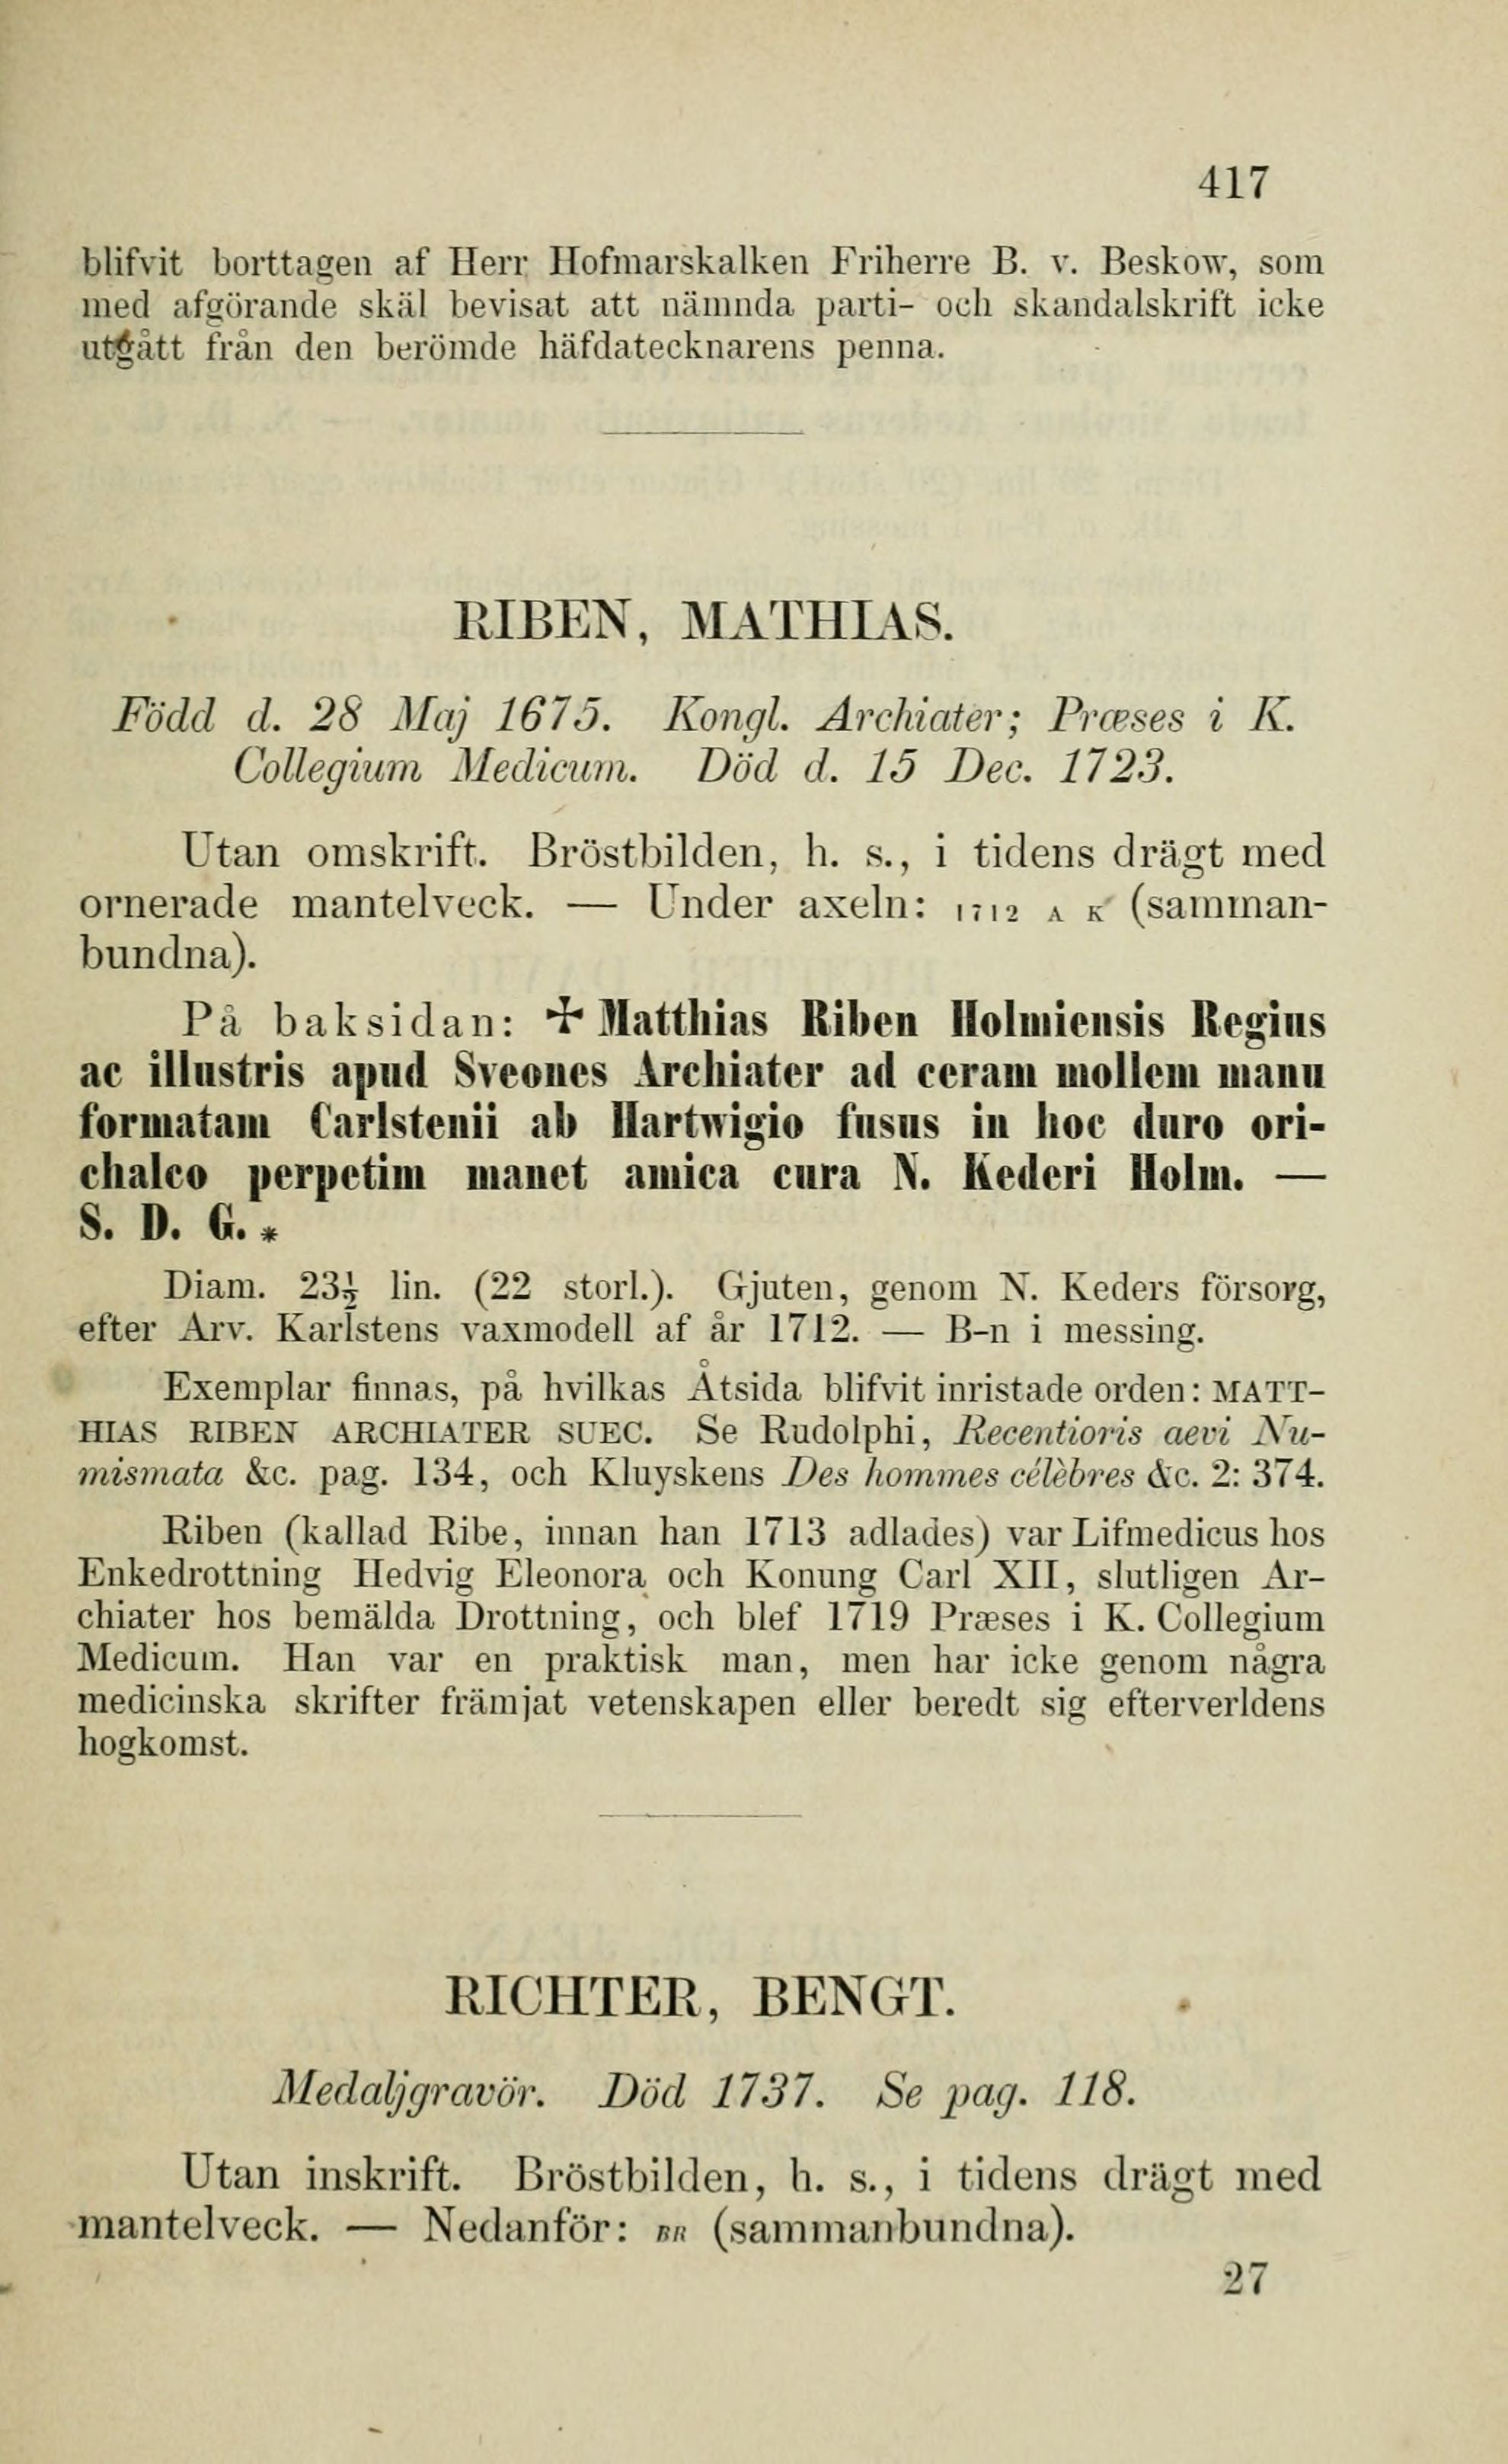 417
blifvit borttagen af Herr Hofmarskalken Friherre B. v. Beskow, som
med afgörande skäl bevisat att nämnda parti- och skandalskrift icke
utgått från den berömde häfdatecknarens penna.
RIBEN, MATHIAS.
Född d. 28 Maj 1675. Kongl. Archiater; Præses i K.
Collegium Medicum. Död d. 15 Dec. 1723.
Utan omskrift. Bröstbilden, h. s., i tidens drägt med
ornerade mantelveck. — Under axeln: 1712 A K (samman-
bundna).
På baksidan: ✢ Matthias Riben Holmiensis Regius
ac illustris apud Sveones Archiater ad ceram mollem manu
formatam Carlstenii ab Hartwigio fusus in hoc duro ori-
chalco perpetim manet amica cura N. Kederi Holm. —
S. D. G. *
Diam. 23½ lin. (22 storl.). Gjuten, genom N. Keders försorg,
efter Arv. Karlstens vaxmodell af år 1712. — B-n i messing.
Exemplar finnas, på hvilkas Åtsida blifvit inristade orden: MATT-
HIAS RIBEN ARCHIATER SUEC. Se Rudolphi, Recentioris aevi Nu-
mismata &c. pag. 134, och Kluyskens Des hommes célèbres &c. 2: 374.
Riben (kallad Ribe, innan han 1713 adlades) var Lifmedicus hos
Enkedrottning Hedvig Eleonora och Konung Carl XII, slutligen Ar-
chiater hos bemälda Drottning, och blef 1719 Præses i K. Collegium
Medicum. Han var en praktisk man, men har icke genom några
medicinska skrifter främjat vetenskapen eller beredt sig efterverldens
hogkomst.
RICHTER, BENGT.
Medaljgravör. Död 1737. Se pag. 118.
Utan inskrift. Bröstbilden, h. s., i tidens drägt med
mantelveck. — Nedanför: BR (sammanbundna).
27